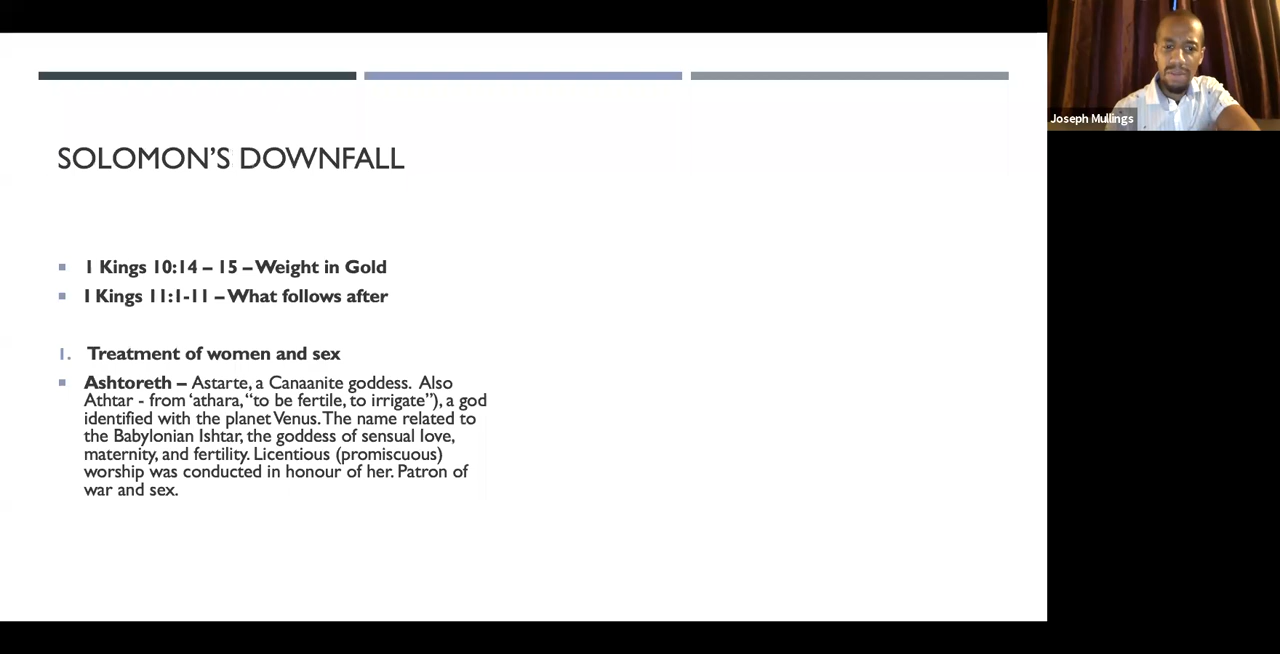 SOLOMON'S DOWNFALL
1 Kings 10:14 – 15 – Weight in Gold
I Kings 11:1-11 – What follows after
1. Treatment of women and sex
Ashtoreth – Astarte, a Canaanite goddess. Also
Athtar - from ‘athara, “to be fertile, to irrigate”), a god
identified with the planet Venus. The name related to
the Babylonian Ishtar, the goddess of sensual love,
maternity, and fertility. Licentious (promiscuous)
worship was conducted in honour of her. Patron of
war and sex.
Joseph Mullings